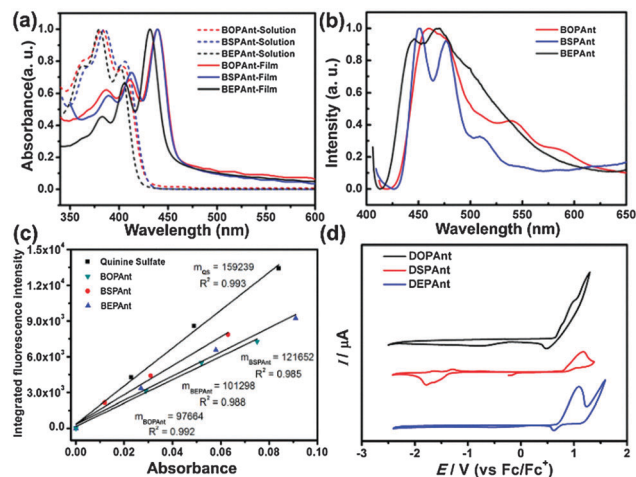 (a)
BOPAnt-Solution
BSPAnt-Solution
BEPAnt-Solution
BOPAnt-Film
BSPAnt-Film
BEPAnt-Film
Absorbance(a. u.)
1.0
0.8
0.6
0.4
0.2
0.0
350 400 450 500 550 600
(b)
BOPAnt
BSPAnt
BEPAnt
Intensity (a. u.)
1.0
0.8
0.6
0.4
0.2
0.0
400 450 500 550 600 650
(c)
Quinine Sulfate
BOPAnt
BSPAnt
BEPAnt
Integrated fluorescence intensity
1.5x10⁴
1.2x10⁴
9.0x10³
6.0x10³
3.0x10³
0.0
m_QS = 159239
R² = 0.993
m_BSPAnt = 121652
R² = 0.985
m_BEPAnt = 101298
R² = 0.988
m_BOPAnt = 97664
R² = 0.992
0.00 0.02 0.04 0.06 0.08 0.10
Absorbance
(d)
DOPAnt
DSPAnt
DEPAnt
I / μA
-3 -2 -1 0 1 2
E / V (vs Fc/Fc⁺)